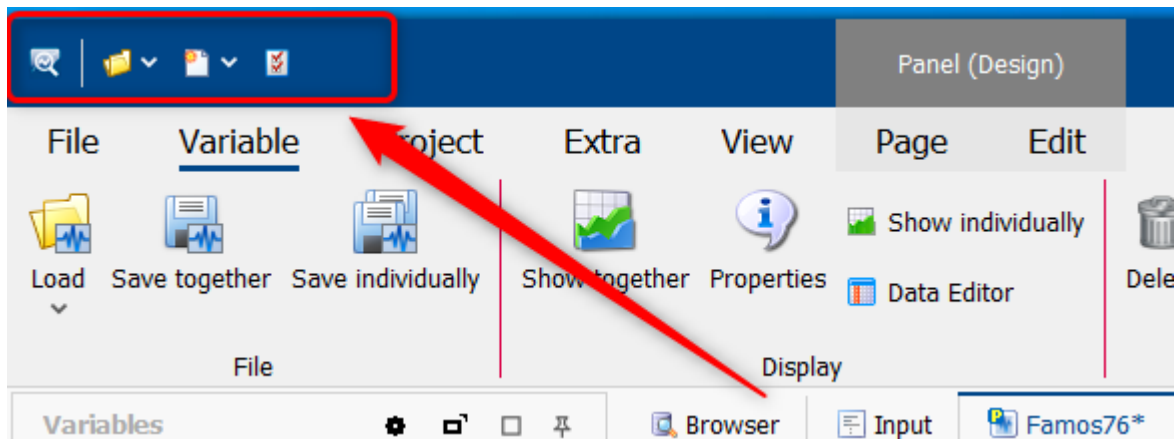 Panel (Design)
File Variable Project Extra View Page Edit
Load Save together Save individually Show together Properties Show individually Dele
Data Editor
File Display
Variables Browser Input Famos76*